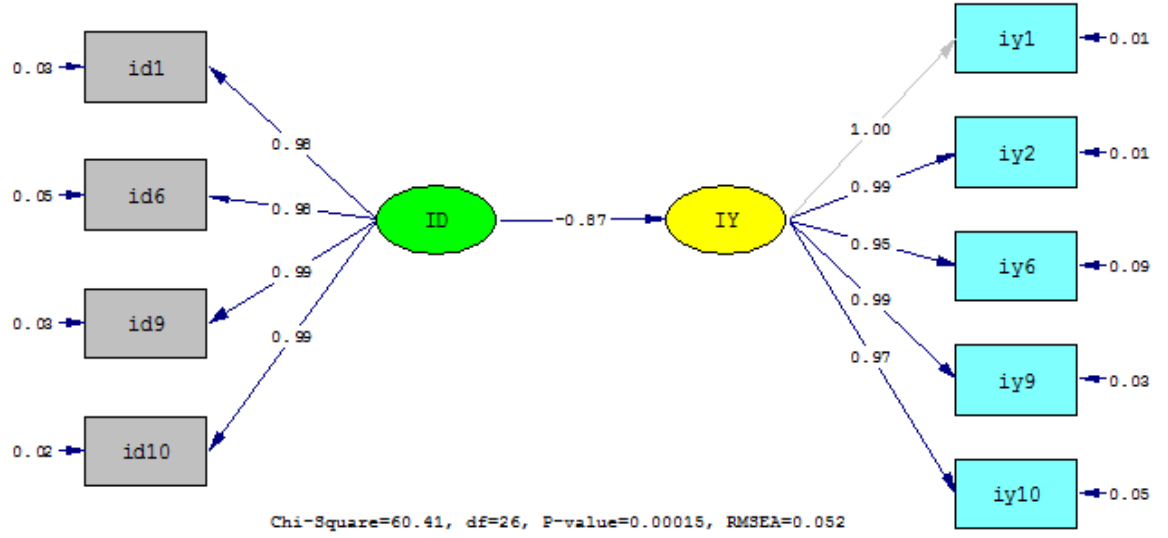 0.03 id1
0.05 id6
0.03 id9
0.02 id10
0.98
0.98
0.99
0.99
ID
-0.87
IY
1.00
0.99
0.95
0.99
0.97
iy1 0.01
iy2 0.01
iy6 0.09
iy9 0.03
iy10 0.05
Chi-Square=60.41, df=26, P-value=0.00015, RMSEA=0.052